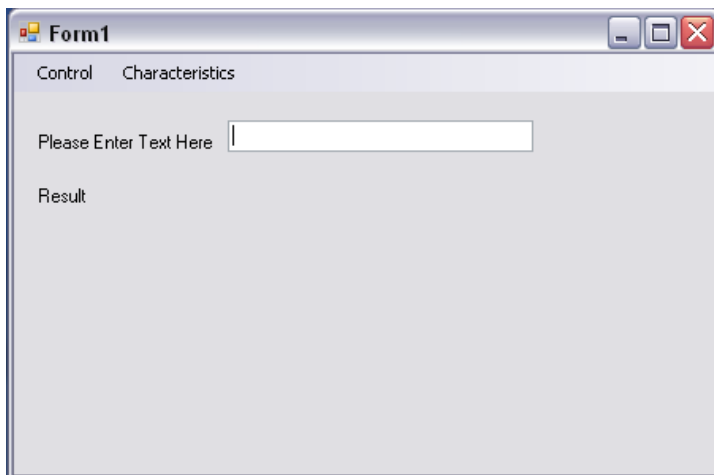 Form1
Control Characteristics
Please Enter Text Here
Result